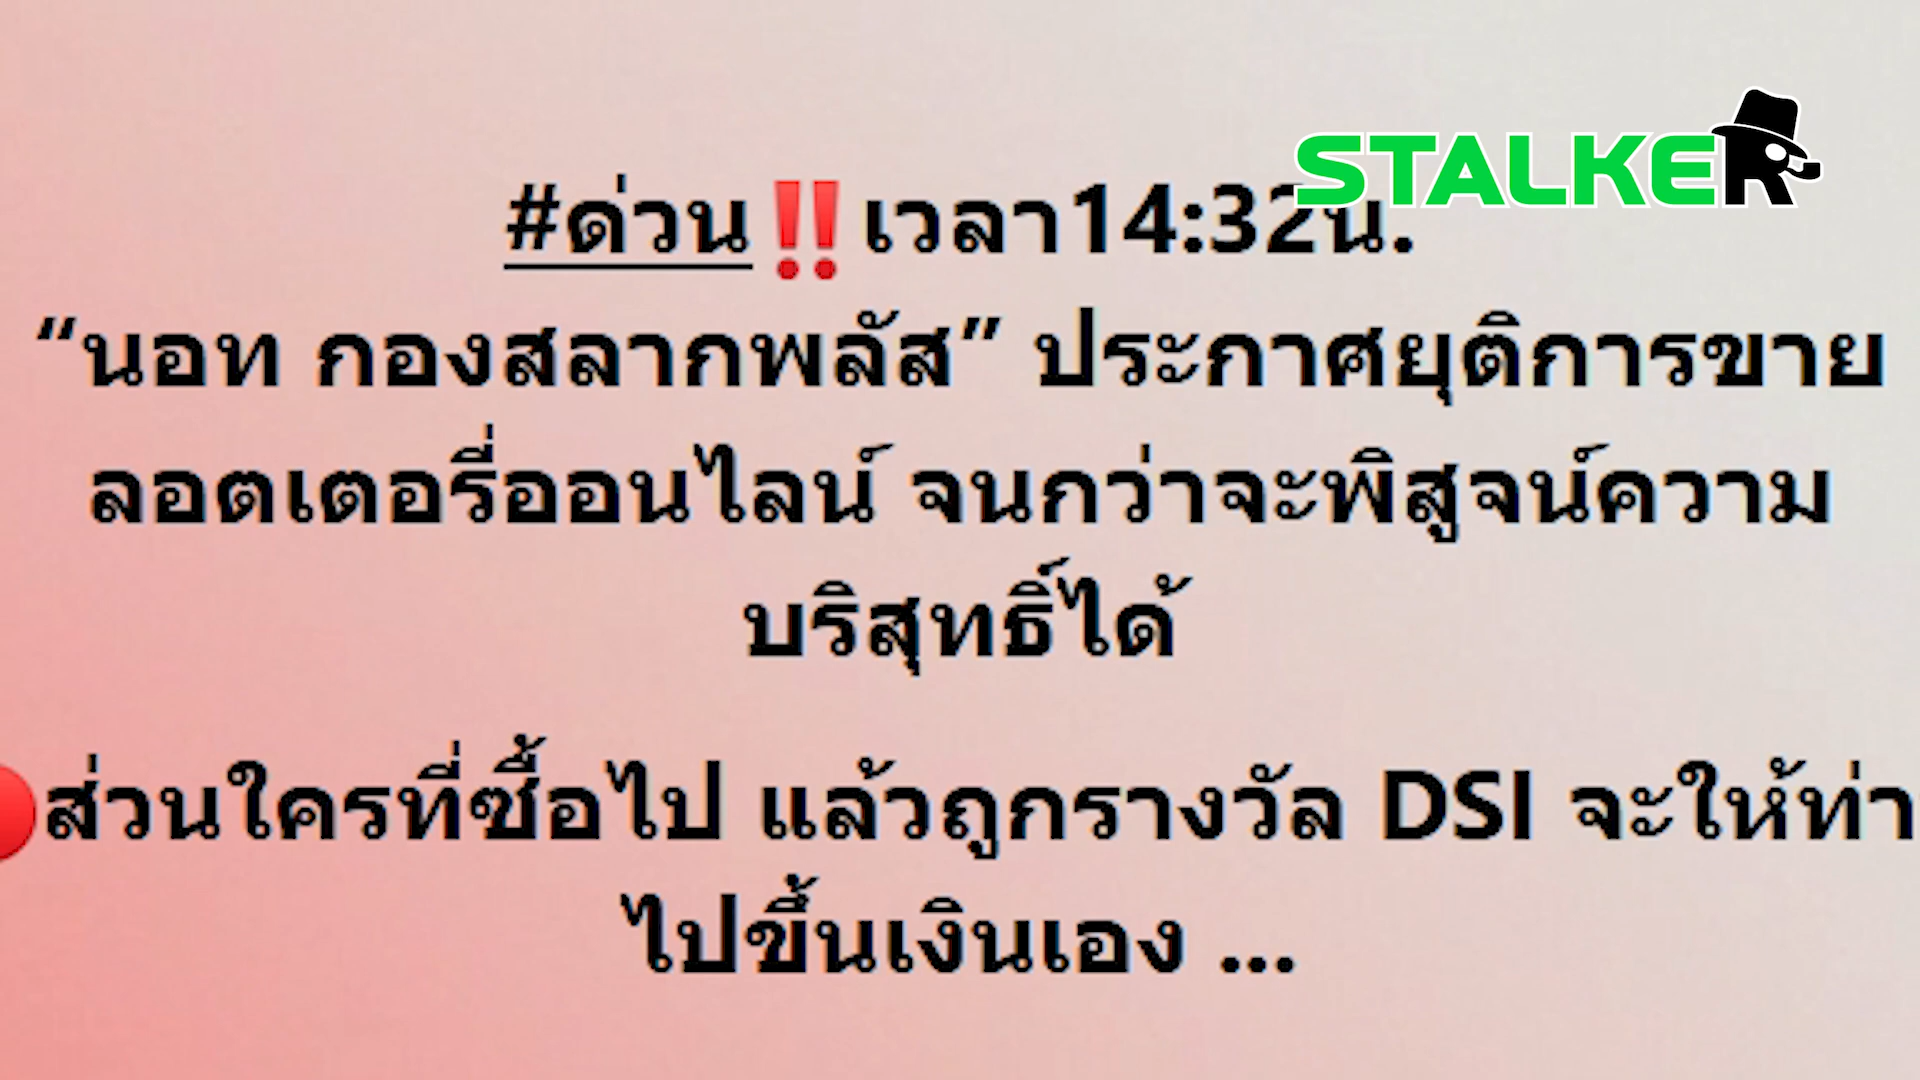 STALKER
#ด่วน‼️เวลา14:32น.
“นอท กองสลากพลัส” ประกาศยุติการขาย
ลอตเตอรี่ออนไลน์ จนกว่าจะพิสูจน์ความ
บริสุทธิ์ได้
🔴ส่วนใครที่ซื้อไป แล้วถูกรางวัล DSI จะให้ท่า
ไปขึ้นเงินเอง ...